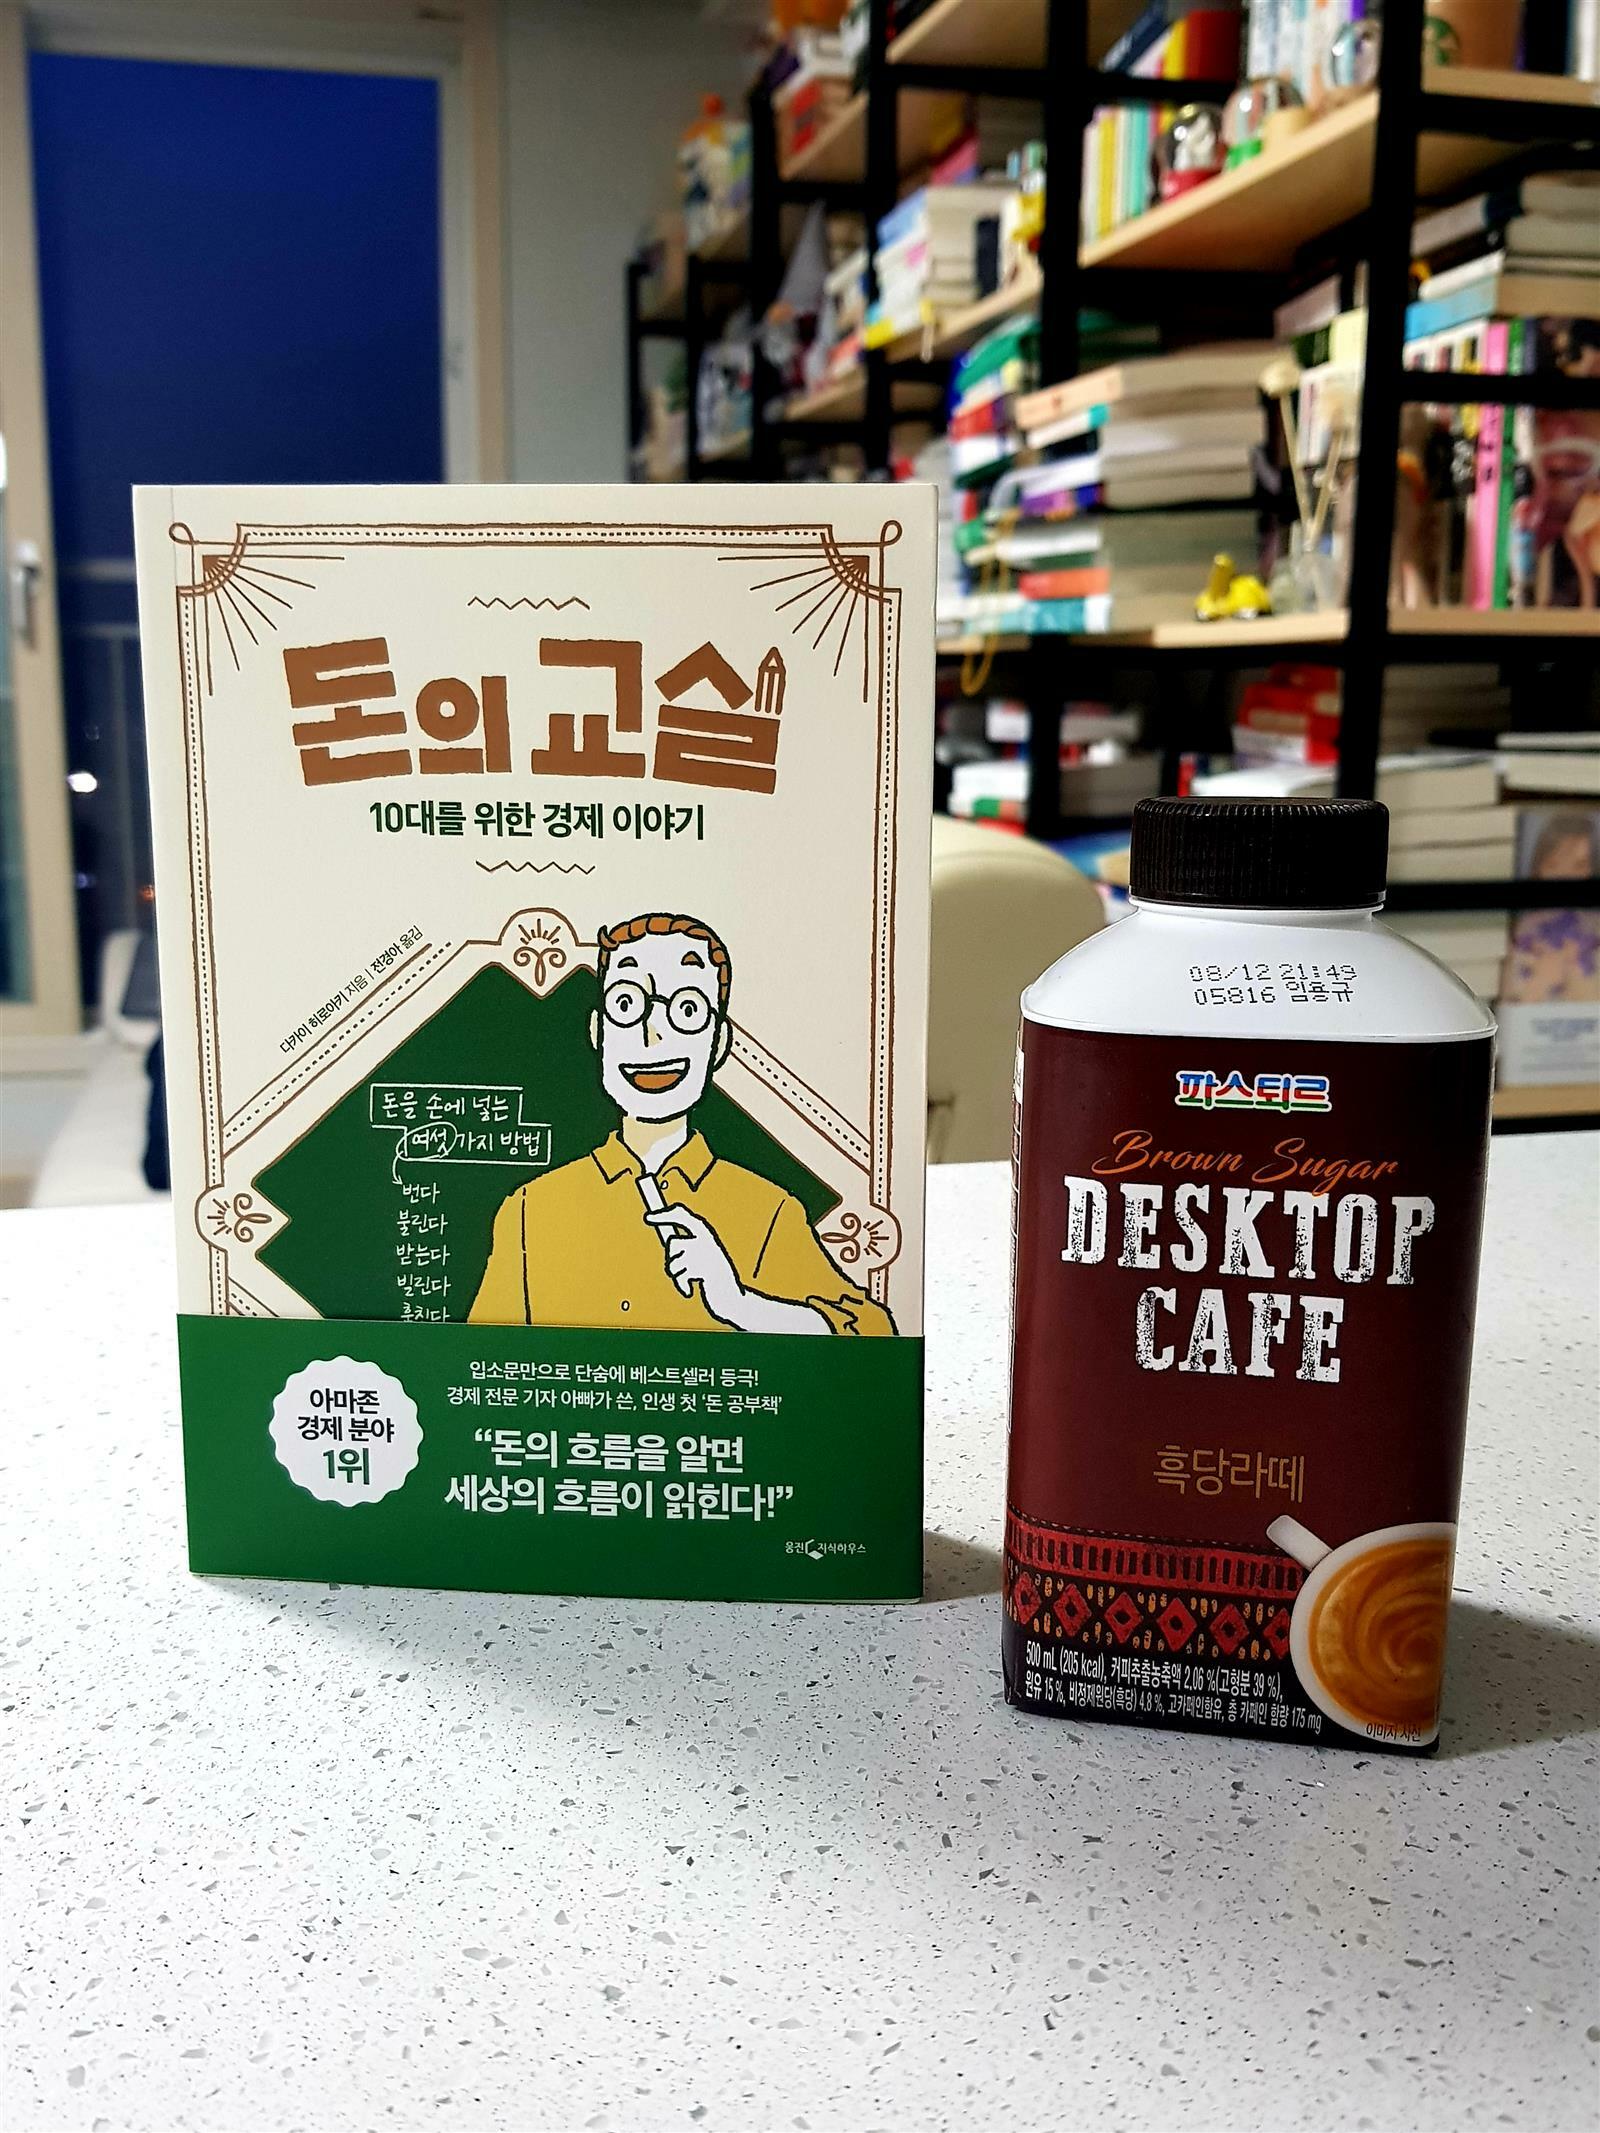 돈의 교실
10대를 위한 경제 이야기
다카이 히로아키 지음 | 전경아 옮김
돈을 손에 넣는
여섯가지 방법
번다
불린다
받는다
빌린다
훔친다
아마존
경제 분야
1위
입소문만으로 단숨에 베스트셀러 등극!
경제 전문 기자 아빠가 쓴, 인생 첫 '돈 공부책'
“돈의 흐름을 알면
세상의 흐름이 읽힌다!”
웅진 지식하우스
08/12 21:49
05816 임용규
파스퇴르
Brown Sugar
DESKTOP
CAFE
흑당라떼
500 mL (205 kcal), 커피추출농축액 2.06 %(고형분 39 %),
원유 15 %, 비정제원당(흑당) 4.8 %, 고카페인함유, 총 카페인 함량 175 mg
이미지 사진